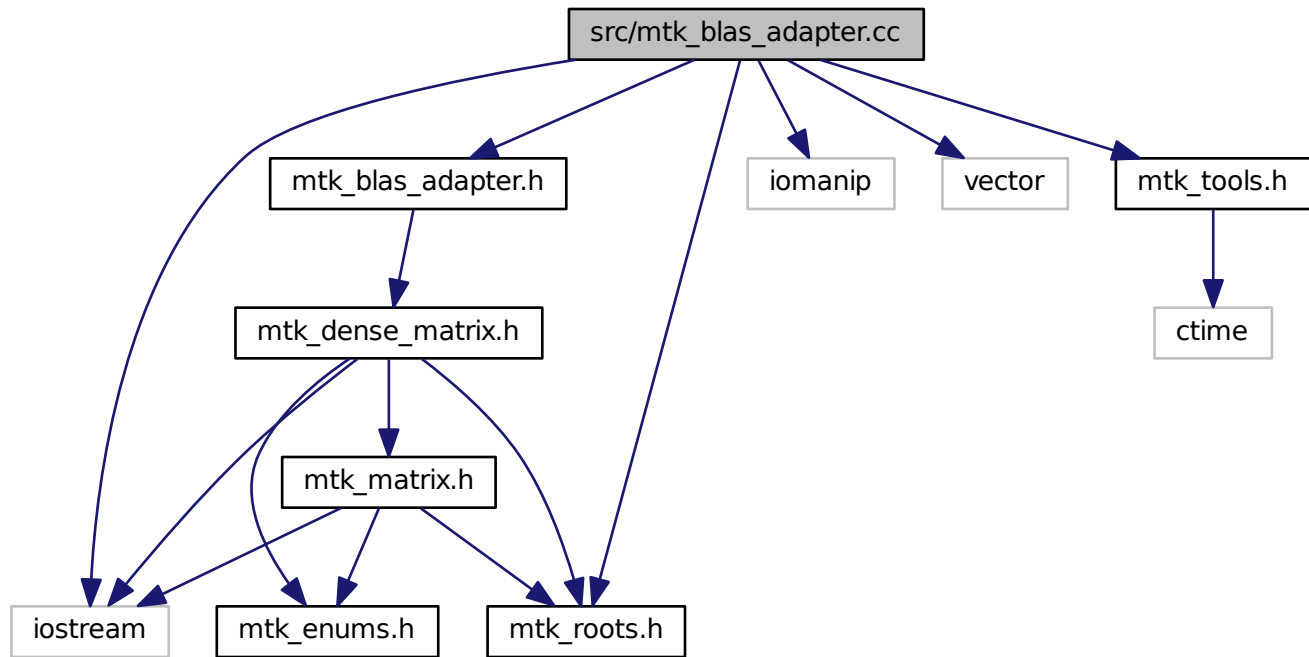 src/mtk_blas_adapter.cc
mtk_blas_adapter.h
iomanip
vector
mtk_tools.h
mtk_dense_matrix.h
ctime
mtk_matrix.h
iostream
mtk_enums.h
mtk_roots.h